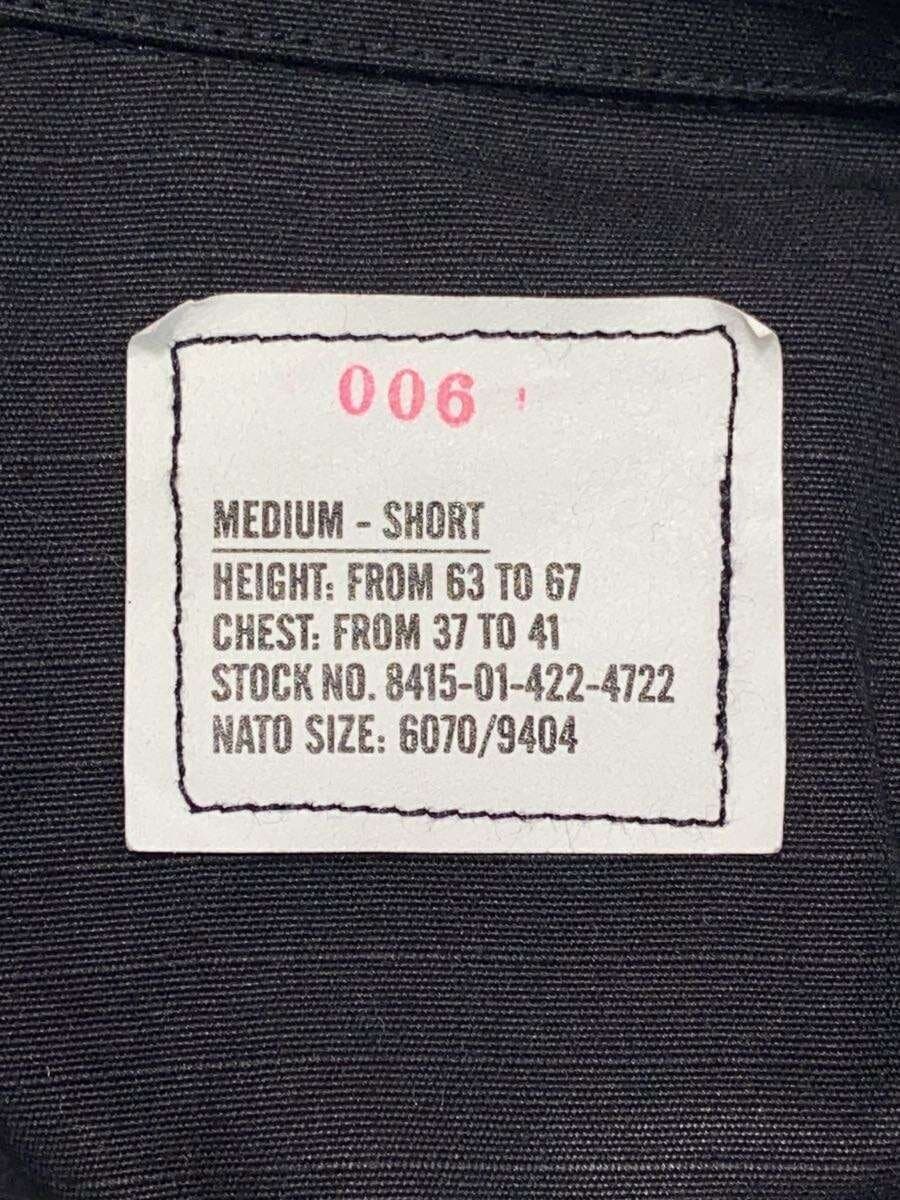 006
MEDIUM - SHORT
HEIGHT: FROM 63 TO 67
CHEST: FROM 37 TO 41
STOCK NO. 8415-01-422-4722
NATO SIZE: 6070/9404